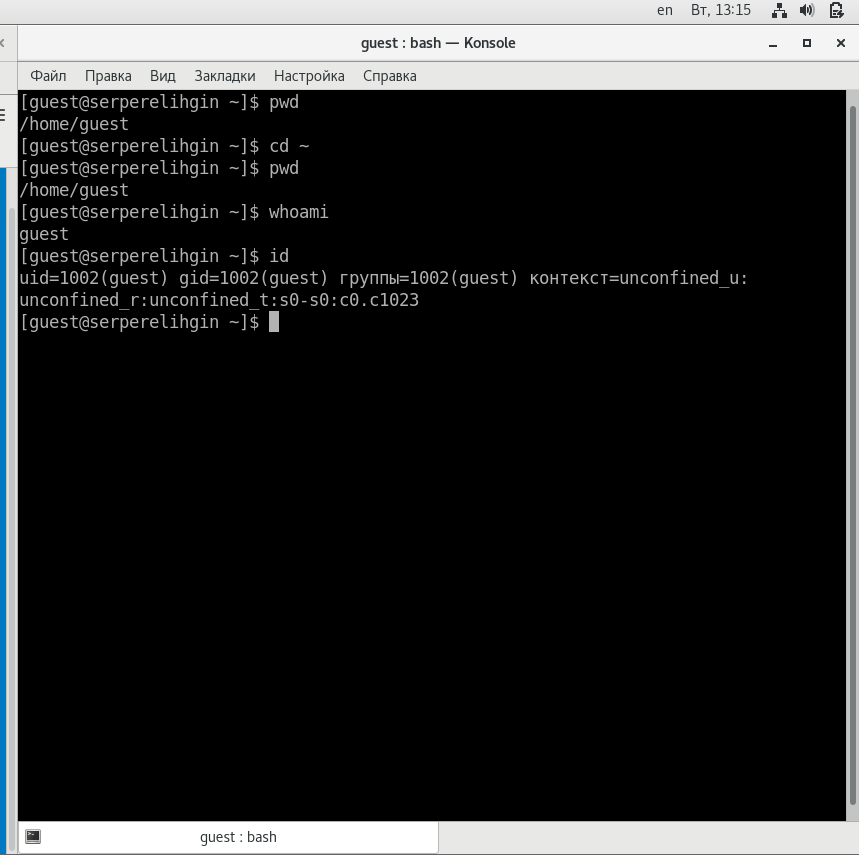 en Вт, 13:15
guest : bash — Konsole
Файл Правка Вид Закладки Настройка Справка
[guest@serperelihgin ~]$ pwd
/home/guest
[guest@serperelihgin ~]$ cd ~
[guest@serperelihgin ~]$ pwd
/home/guest
[guest@serperelihgin ~]$ whoami
guest
[guest@serperelihgin ~]$ id
uid=1002(guest) gid=1002(guest) группы=1002(guest) контекст=unconfined_u:
unconfined_r:unconfined_t:s0-s0:c0.c1023
[guest@serperelihgin ~]$
guest : bash